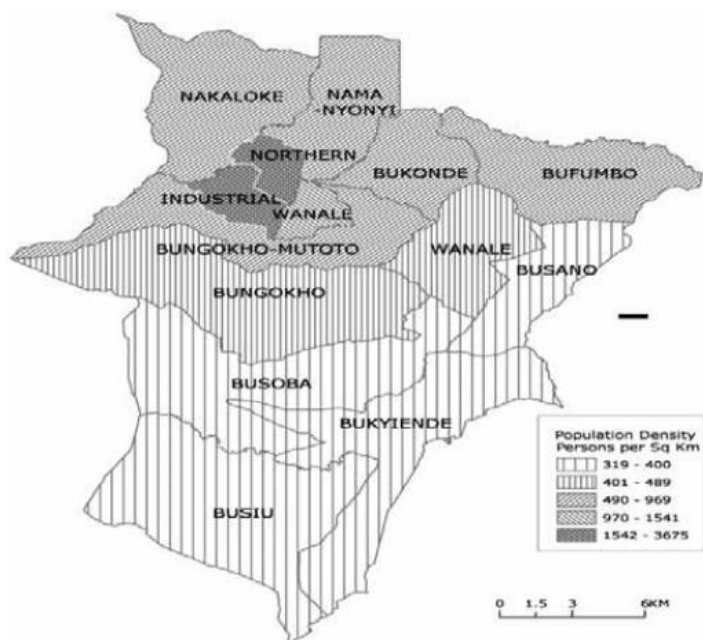 NAKALOKE
NAMA
-NYONYI
NORTHERN
BUKONDE
BUFUMBO
INDUSTRIAL
WANALE
BUNGOKHO-MUTOTO
WANALE
BUSANO
BUNGOKHO
BUSOBA
BUKYIENDE
BUSIU
Population Density
Persons per Sq Km
319 - 400
401 - 489
490 - 969
970 - 1541
1542 - 3675
0 1.5 3 6KM